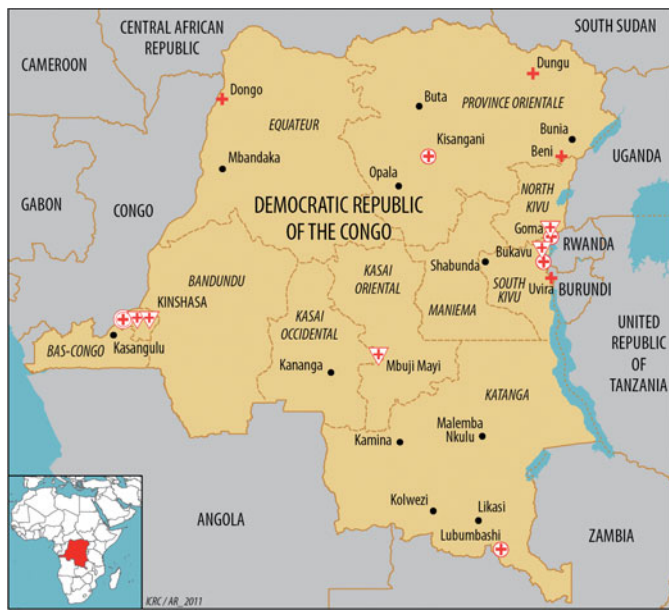 SOUTH SUDAN
CENTRAL AFRICAN
REPUBLIC
CAMEROON
Dungu
Dongo
Buta
PROVINCE ORIENTALE
EQUATEUR
Bunia
Kisangani
Beni
UGANDA
Mbandaka
Opala
NORTH
KIVU
GABON
CONGO
DEMOCRATIC REPUBLIC
OF THE CONGO
Goma
RWANDA
Bukavu
BANDUNDU
KASAI
ORIENTAL
Shabunda
SOUTH
KIVU
MANIEMA
Uvira
BURUNDI
KINSHASA
KASAI
OCCIDENTAL
UNITED
REPUBLIC
OF
TANZANIA
BAS-CONGO
Kasangulu
Kananga
Mbuji Mayi
KATANGA
Malemba
Nkulu
Kamina
Kolwezi
Likasi
ANGOLA
Lubumbashi
ZAMBIA
ICRC / AR_2011